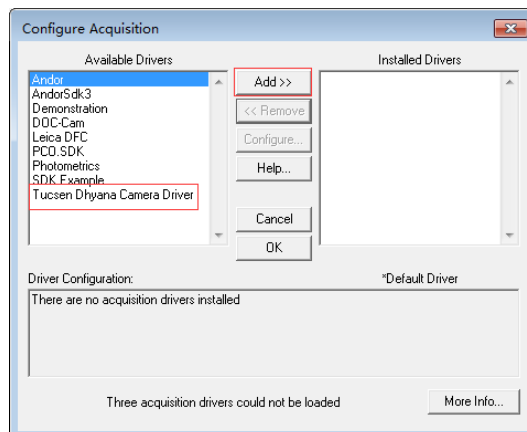 Configure Acquisition
Available Drivers
Installed Drivers
Andor
AndorSdk3
Demonstration
DOC-Cam
Leica DFC
PCO.SDK
Photometrics
SDK Example
Tucsen Dhyana Camera Driver
Add >>
<< Remove
Configure...
Help...
Cancel
OK
Driver Configuration:
*Default Driver
There are no acquisition drivers installed
Three acquisition drivers could not be loaded
More Info...